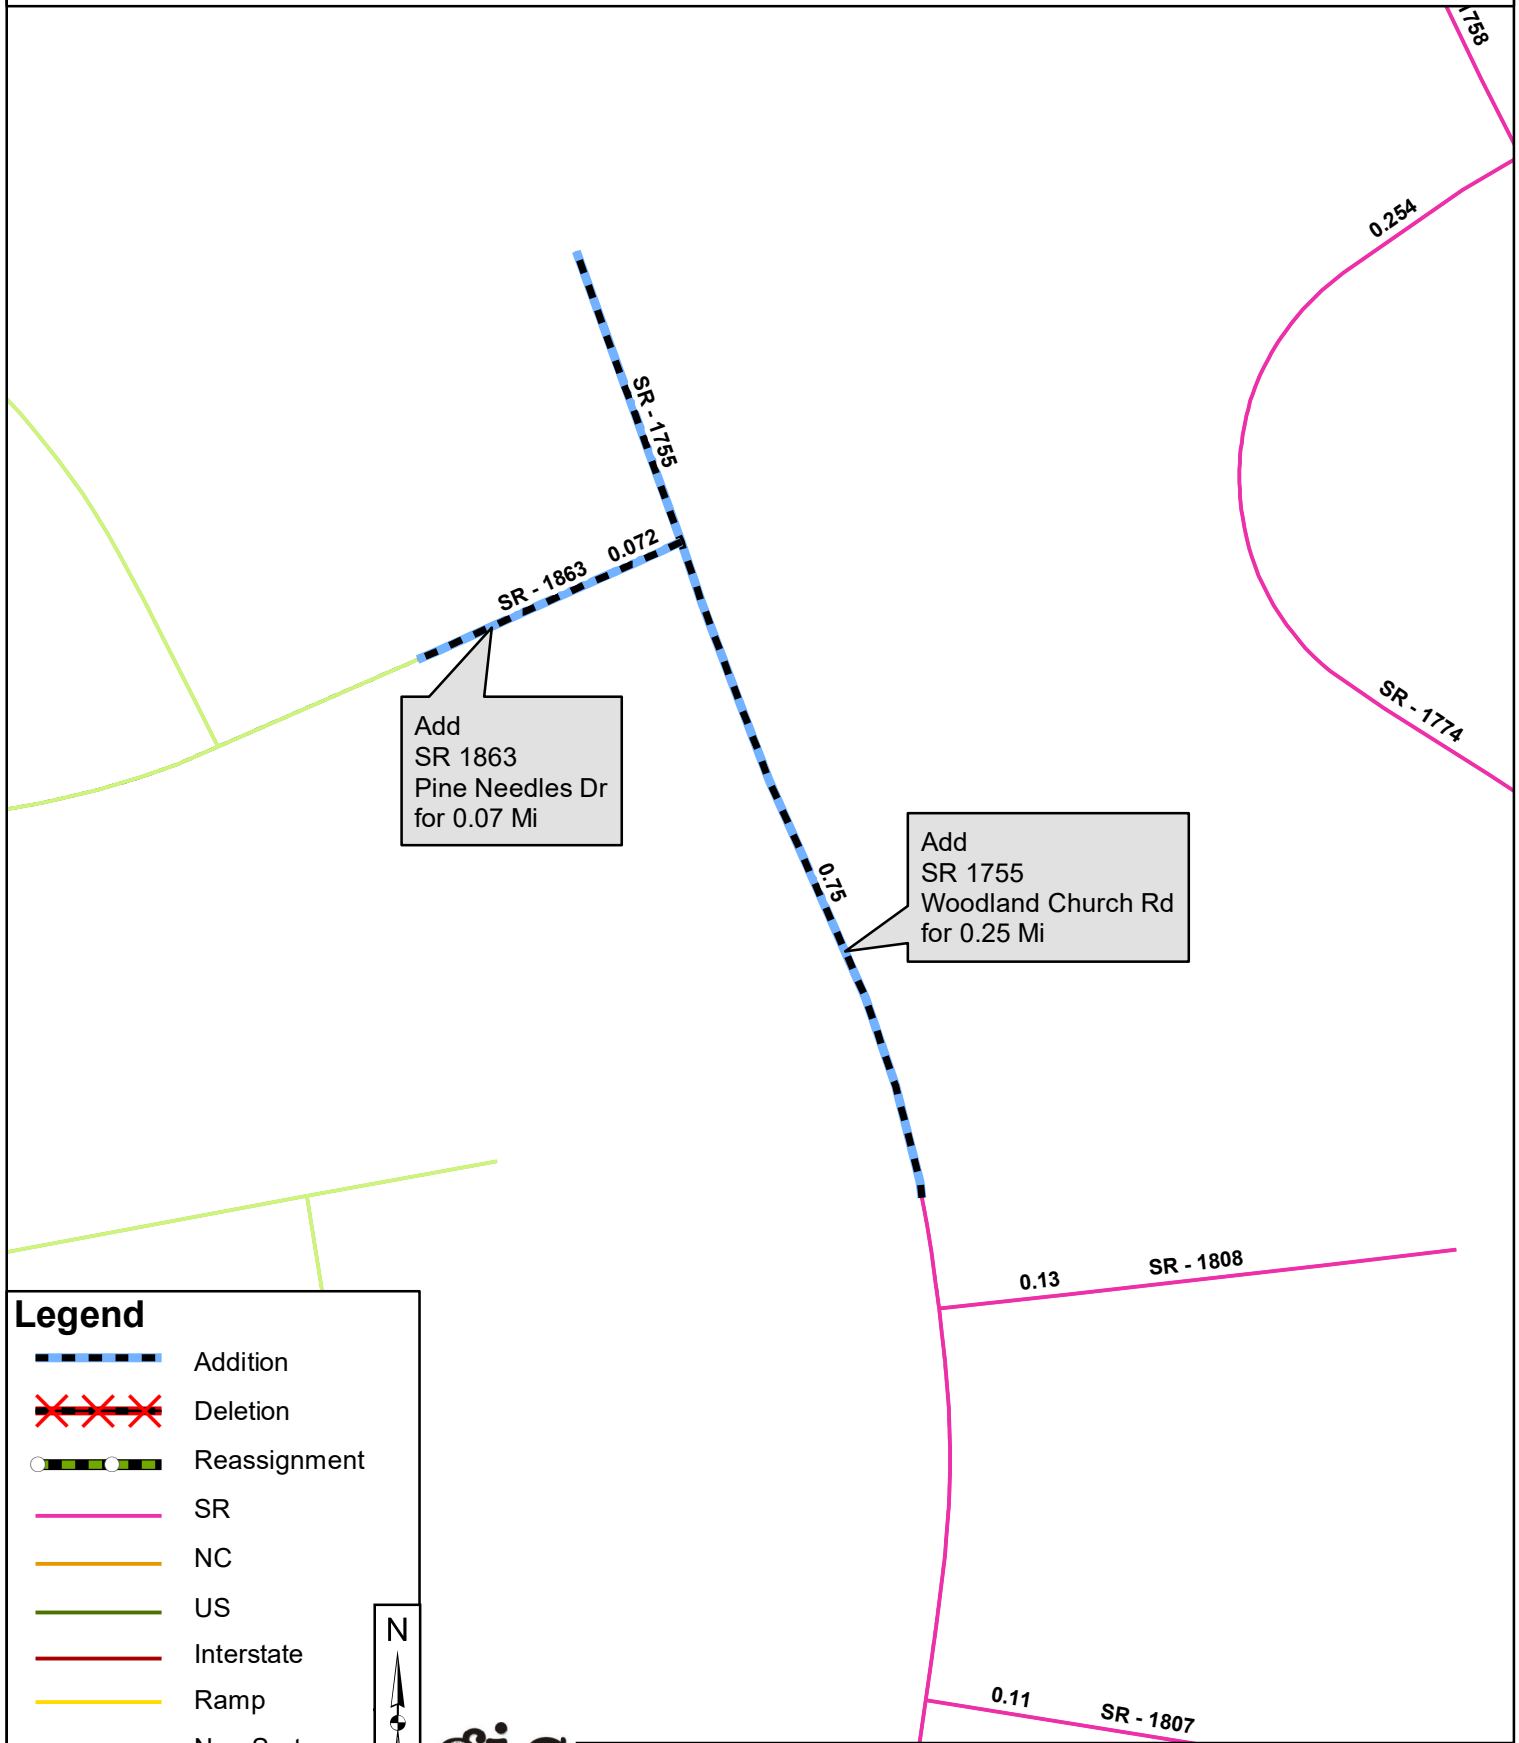 1758
0.254
SR - 1755
0.072
SR - 1863
SR - 1774
Add
SR 1863
Pine Needles Dr
for 0.07 Mi
Add
SR 1755
Woodland Church Rd
for 0.25 Mi
0.75
0.13
SR - 1808
Legend
Addition
Deletion
Reassignment
SR
NC
US
Interstate
Ramp
N
0.11
SR - 1807